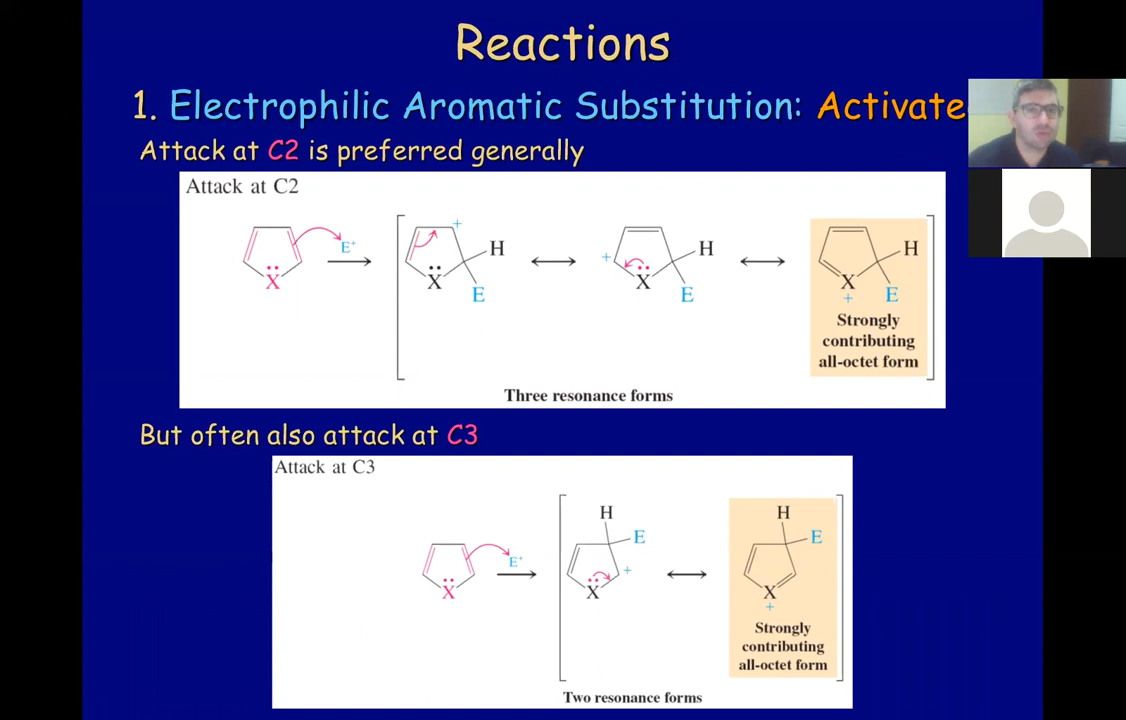 Reactions
1. Electrophilic Aromatic Substitution: Activate
Attack at C2 is preferred generally
Attack at C2
+
H
H
H
E⁺
+
X
X
X
X
E
E
+
E
Strongly
contributing
all-octet form
Three resonance forms
But often also attack at C3
Attack at C3
H
H
E
E
E⁺
+
X
X
X
+
Strongly
contributing
all-octet form
Two resonance forms